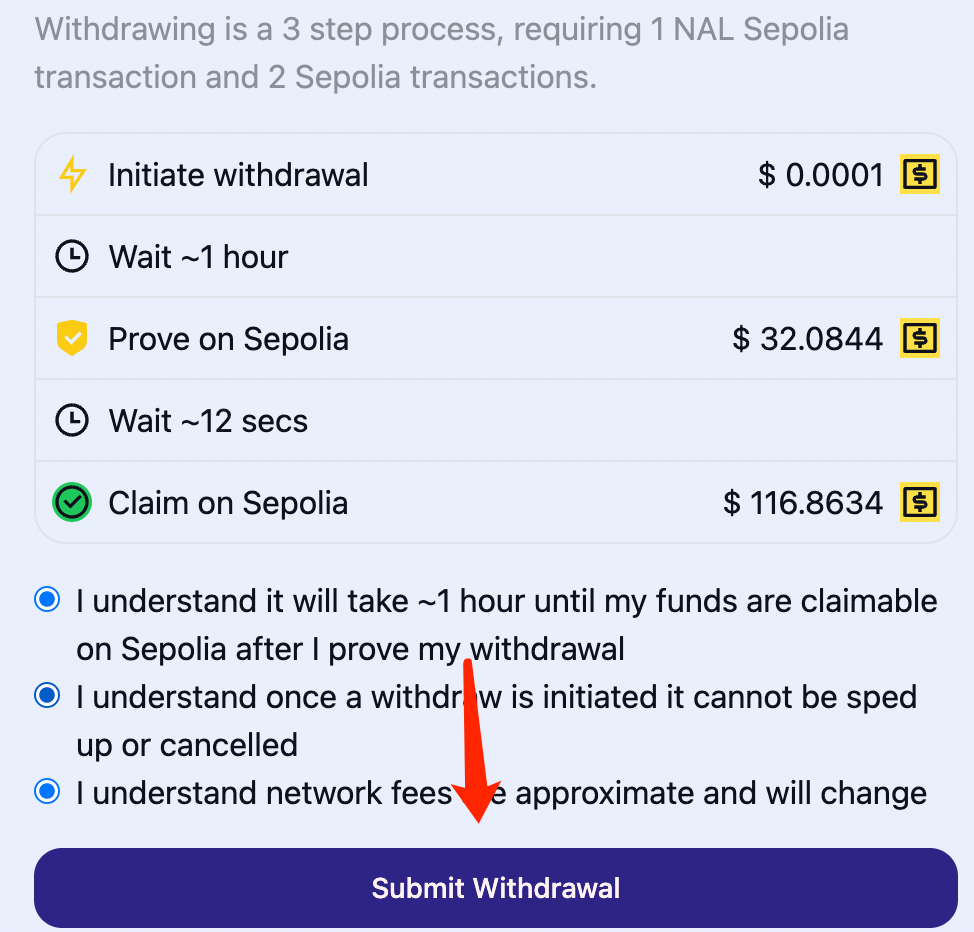 Withdrawing is a 3 step process, requiring 1 NAL Sepolia
transaction and 2 Sepolia transactions.
Initiate withdrawal $ 0.0001
Wait ~1 hour
Prove on Sepolia $ 32.0844
Wait ~12 secs
Claim on Sepolia $ 116.8634
I understand it will take ~1 hour until my funds are claimable
on Sepolia after I prove my withdrawal
I understand once a withdraw is initiated it cannot be sped
up or cancelled
I understand network fees are approximate and will change
Submit Withdrawal